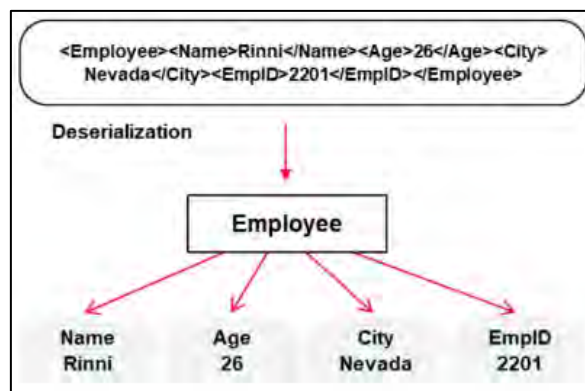 <Employee><Name>Rinni</Name><Age>26</Age><City>
Nevada</City><EmpID>2201</EmpID></Employee>
Deserialization
Employee
Name Age City EmpID
Rinni 26 Nevada 2201